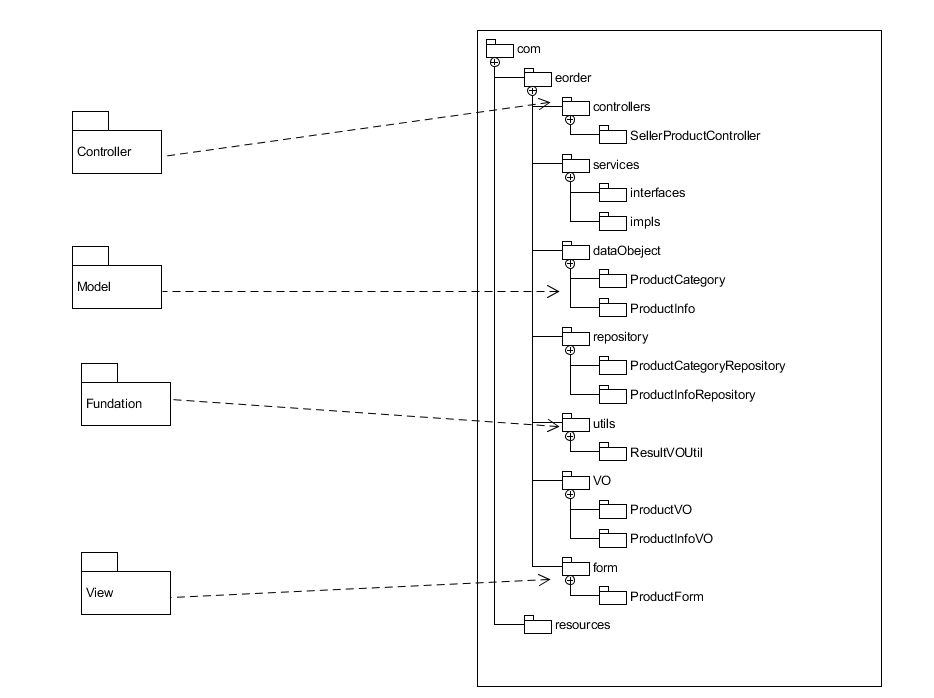 com
eorder
controllers
SellerProductController
services
interfaces
impls
dataObeject
ProductCategory
ProductInfo
repository
ProductCategoryRepository
ProductInfoRepository
utils
ResultVOUtil
VO
ProductVO
ProductInfoVO
form
ProductForm
resources
Controller
Model
Fundation
View